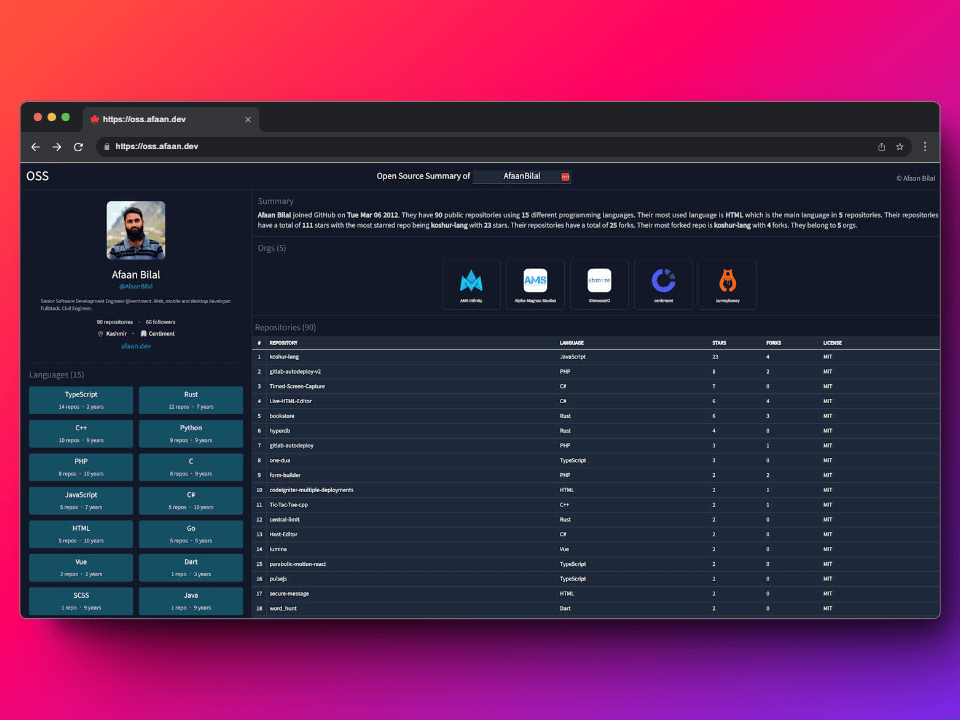 https://oss.afaan.dev
https://oss.afaan.dev
OSS
Open Source Summary of AfaanBilal
© Afaan Bilal
Afaan Bilal
@AfaanBilal
Senior Software Development Engineer @centiment. Web, mobile and desktop developer.
Fullstack. Civil Engineer.
90 repositories · 66 followers
Kashmir · Centiment
afaan.dev
Languages (15)
TypeScript
14 repos · 2 years
Rust
12 repos · 7 years
C++
10 repos · 9 years
Python
9 repos · 9 years
PHP
8 repos · 10 years
C
8 repos · 9 years
JavaScript
5 repos · 7 years
C#
5 repos · 10 years
HTML
5 repos · 10 years
Go
5 repos · 5 years
Vue
2 repos · 2 years
Dart
1 repo · 3 years
SCSS
1 repo · 9 years
Java
1 repo · 9 years
Summary
Afaan Bilal joined GitHub on Tue Mar 06 2012. They have 90 public repositories using 15 different programming languages. Their most used language is HTML which is the main language in 5 repositories. Their repositories
have a total of 111 stars with the most starred repo being koshur-lang with 23 stars. Their repositories have a total of 25 forks. Their most forked repo is koshur-lang with 4 forks. They belong to 5 orgs.
Orgs (5)
AMX Infinity
AMS
Alpha Magnus Studios
centiment
sunnyhoney
Repositories (90)
# REPOSITORY LANGUAGE STARS FORKS LICENSE
1 koshur-lang JavaScript 23 4 MIT
2 gitlab-autodeploy-v2 PHP 8 2 MIT
3 Timed-Screen-Capture C# 7 0 MIT
4 Live-HTML-Editor C# 6 4 MIT
5 bookstore Rust 6 3 MIT
6 hyperdb Rust 4 0 MIT
7 gitlab-autodeploy PHP 3 1 MIT
8 one-dux TypeScript 3 0 MIT
9 form-builder PHP 2 2 MIT
10 codeigniter-multiple-deployments HTML 2 1 MIT
11 Tic-Tac-Toe-cpp C++ 2 1 MIT
12 central-limit Rust 2 0 MIT
13 Host-Editor C# 2 0 MIT
14 lumina Vue 2 0 MIT
15 parabolic-motion-react TypeScript 2 0 MIT
16 pulsejs TypeScript 2 0 MIT
17 secure-message HTML 2 0 MIT
18 word_hunt Dart 2 0 MIT